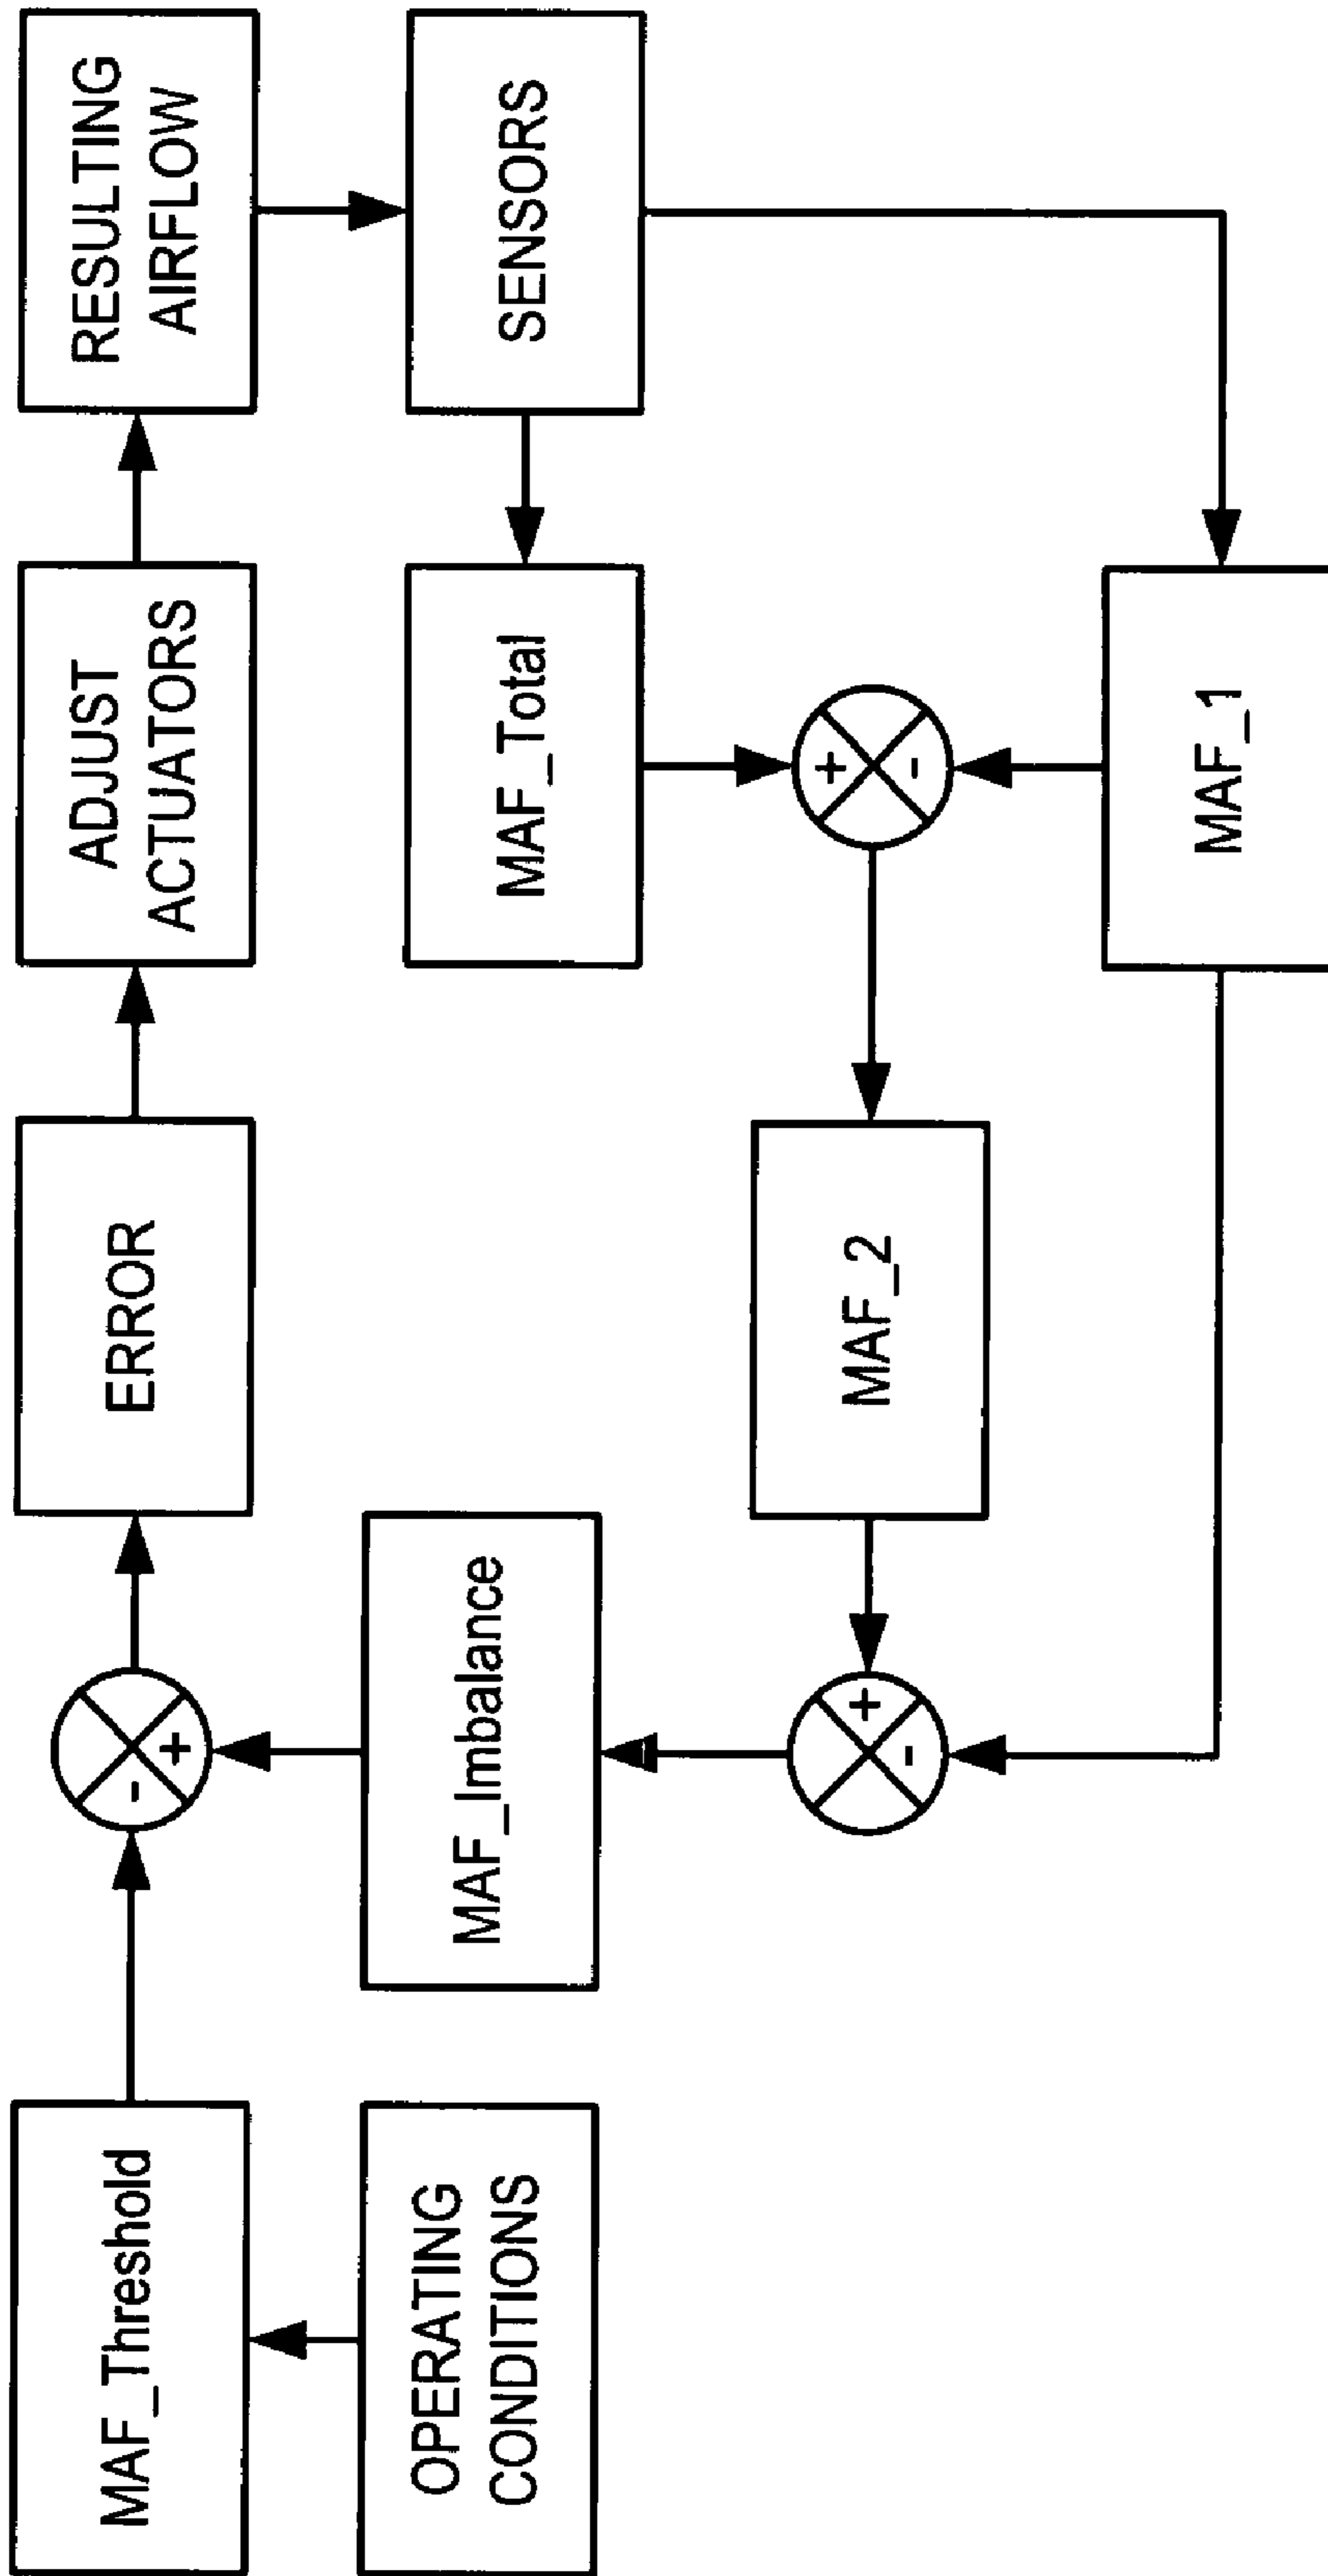 MAF_Threshold
-
+
ERROR
ADJUST
ACTUATORS
RESULTING
AIRFLOW
OPERATING
CONDITIONS
MAF_Imbalance
MAF_Total
SENSORS
+
-
MAF_2
+
-
MAF_1